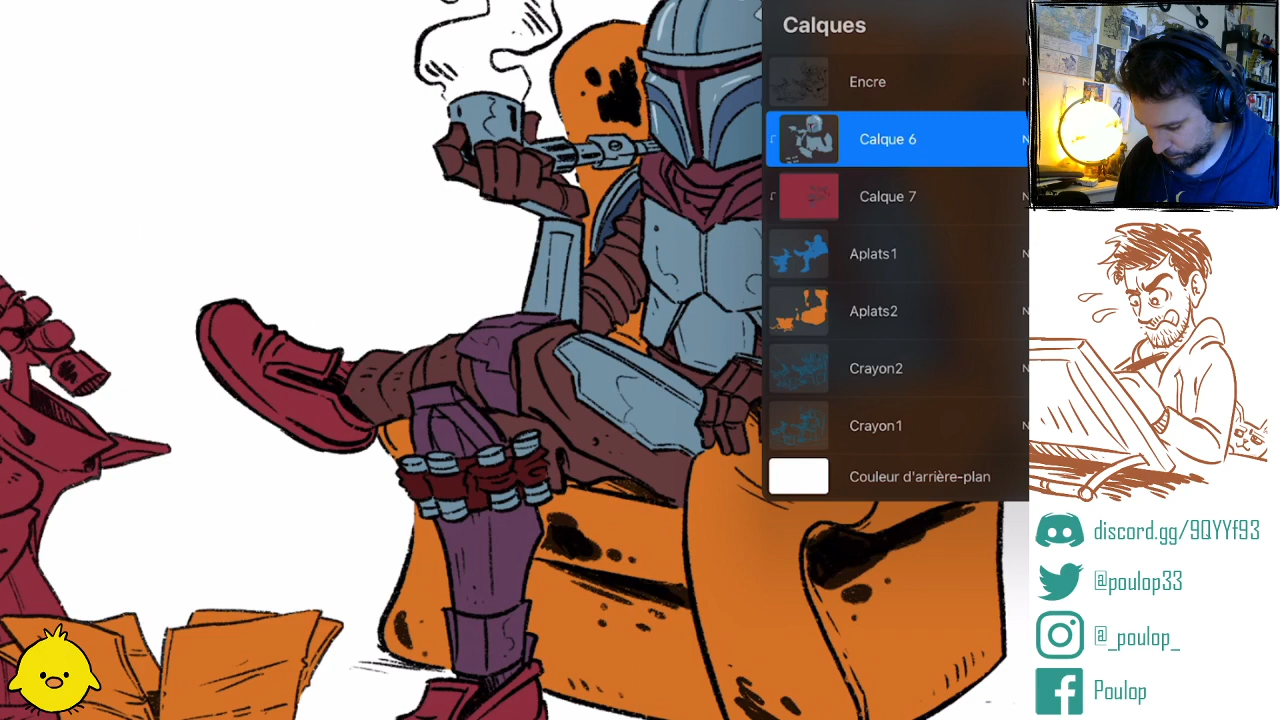 Calques
Encre
N
Calque 6
N
Calque 7
N
Aplats1
N
Aplats2
N
Crayon2
N
Crayon1
N
Couleur d'arrière-plan
discord.gg/9QYYf93
@poulop33
@_poulop_
Poulop